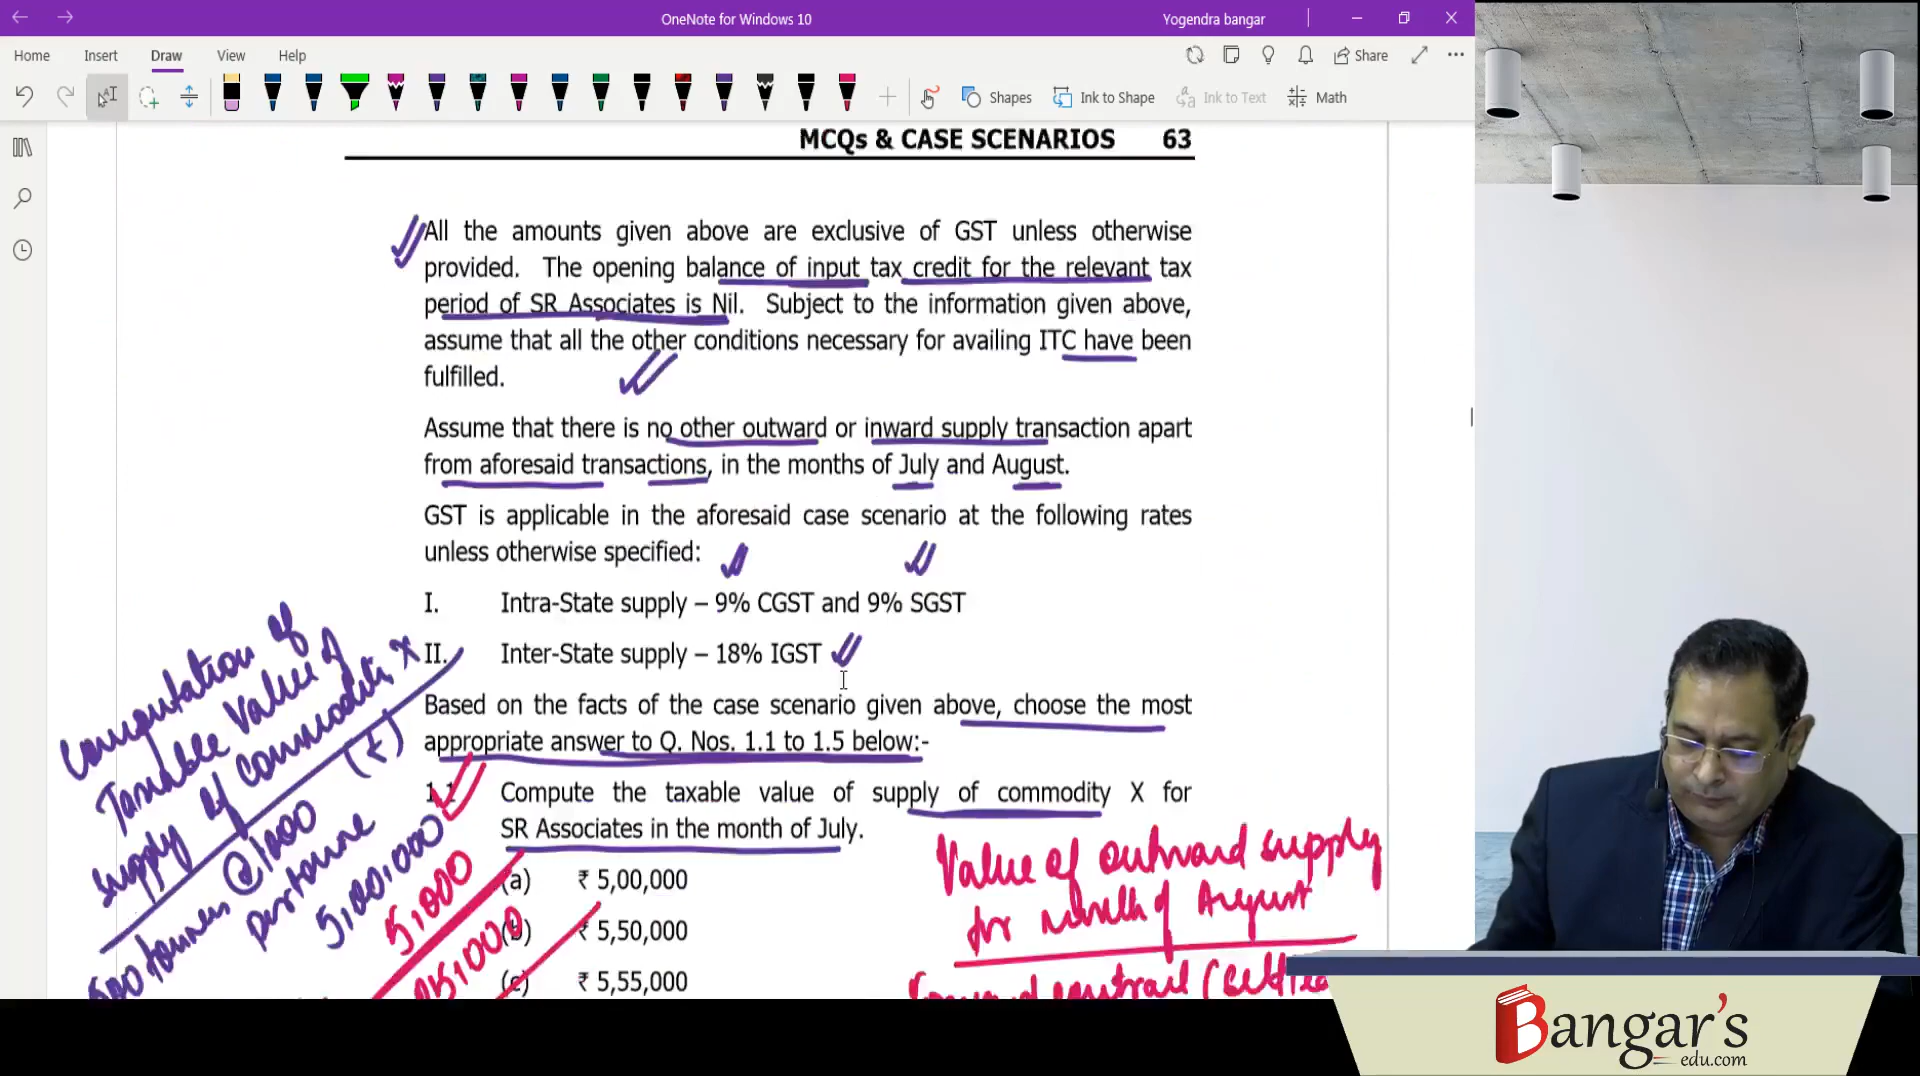 OneNote for Windows 10
Yogendra bangar
Home Insert Draw View Help
Share
Shapes Ink to Shape Ink to Text Math
MCQs & CASE SCENARIOS 63
All the amounts given above are exclusive of GST unless otherwise
provided. The opening balance of input tax credit for the relevant tax
period of SR Associates is Nil. Subject to the information given above,
assume that all the other conditions necessary for availing ITC have been
fulfilled.
Assume that there is no other outward or inward supply transaction apart
from aforesaid transactions, in the months of July and August.
GST is applicable in the aforesaid case scenario at the following rates
unless otherwise specified:
I. Intra-State supply – 9% CGST and 9% SGST
II. Inter-State supply – 18% IGST
Based on the facts of the case scenario given above, choose the most
appropriate answer to Q. Nos. 1.1 to 1.5 below:-
1.1 Compute the taxable value of supply of commodity X for
SR Associates in the month of July.
(a) ₹ 5,00,000
(b) ₹ 5,50,000
(c) ₹ 5,55,000
Computation of
Taxable Value of
supply of commodity X
(₹)
500 tonnes @ 1000
per tonne
5,00,000
5,000
Value of outward supply
for month of August
Forward contract
Bangar's
edu.com